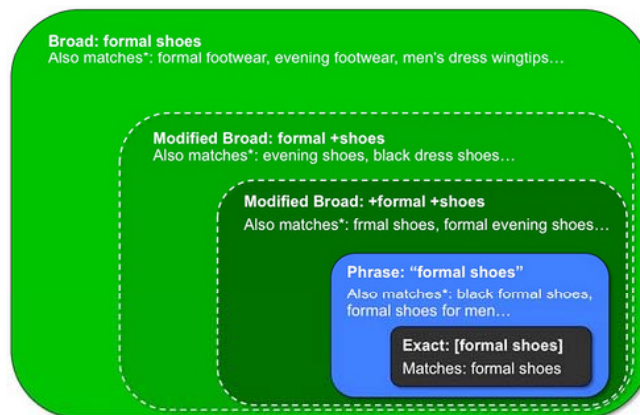 Broad: formal shoes
Also matches*: formal footwear, evening footwear, men's dress wingtips…
Modified Broad: formal +shoes
Also matches*: evening shoes, black dress shoes…
Modified Broad: +formal +shoes
Also matches*: frmal shoes, formal evening shoes…
Phrase: “formal shoes”
Also matches*: black formal shoes,
formal shoes for men…
Exact: [formal shoes]
Matches: formal shoes